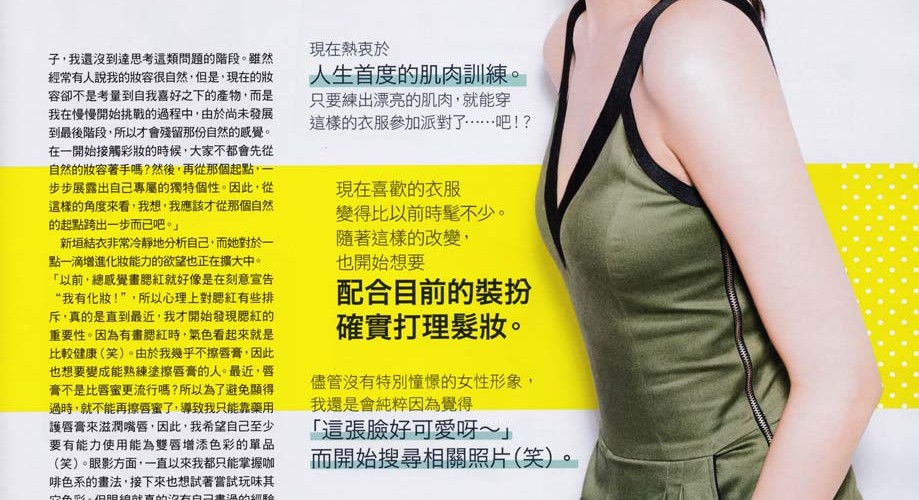 子，我還沒到達思考這類問題的階段。雖然
經常有人說我的妝容很自然，但是，現在的妝
容卻不是考量到自我喜好之下的產物，而是
我在慢慢開始挑戰的過程中，由於尚未發展
到最後階段，所以才會殘留那份自然的感覺。
在一開始接觸彩妝的時候，大家不都會先從
自然的妝容著手嗎？然後，再從那個起點，一
步步展露出自己專屬的獨特個性。因此，從
這樣的角度來看，我想，我應該才從那個自然
的起點跨出一步而已吧。」
新垣結衣非常冷靜地分析自己，而她對於一
點一滴增進化妝能力的欲望也正在擴大中。
「以前，總感覺畫腮紅就好像是在刻意宣告
“我有化妝！”，所以心理上對腮紅有些排
斥，真的是直到最近，我才開始發現腮紅的
重要性。因為有畫腮紅時，氣色看起來就是
比較健康（笑）。由於我幾乎不擦唇膏，因此
也想要變成能熟練塗擦唇膏的人。最近，唇
膏不是比唇蜜更流行嗎？所以為了避免顯得
過時，就不能再擦唇蜜了，導致我只能靠藥用
護唇膏來滋潤嘴唇，因此，我希望自己至少
要有能力使用能為雙唇增添色彩的單品
（笑）。眼影方面，一直以來我都只能掌握咖
啡色系的畫法，接下來也想試著嘗試玩味其
它色彩。但眼線就真的沒有自己畫過的經驗
現在熱衷於
人生首度的肌肉訓練。
只要練出漂亮的肌肉，就能穿
這樣的衣服參加派對了……吧！？
現在喜歡的衣服
變得比以前時髦不少。
隨著這樣的改變，
也開始想要
配合目前的裝扮
確實打理髮妝。
儘管沒有特別憧憬的女性形象，
我還是會純粹因為覺得
「這張臉好可愛呀～」
而開始搜尋相關照片（笑）。